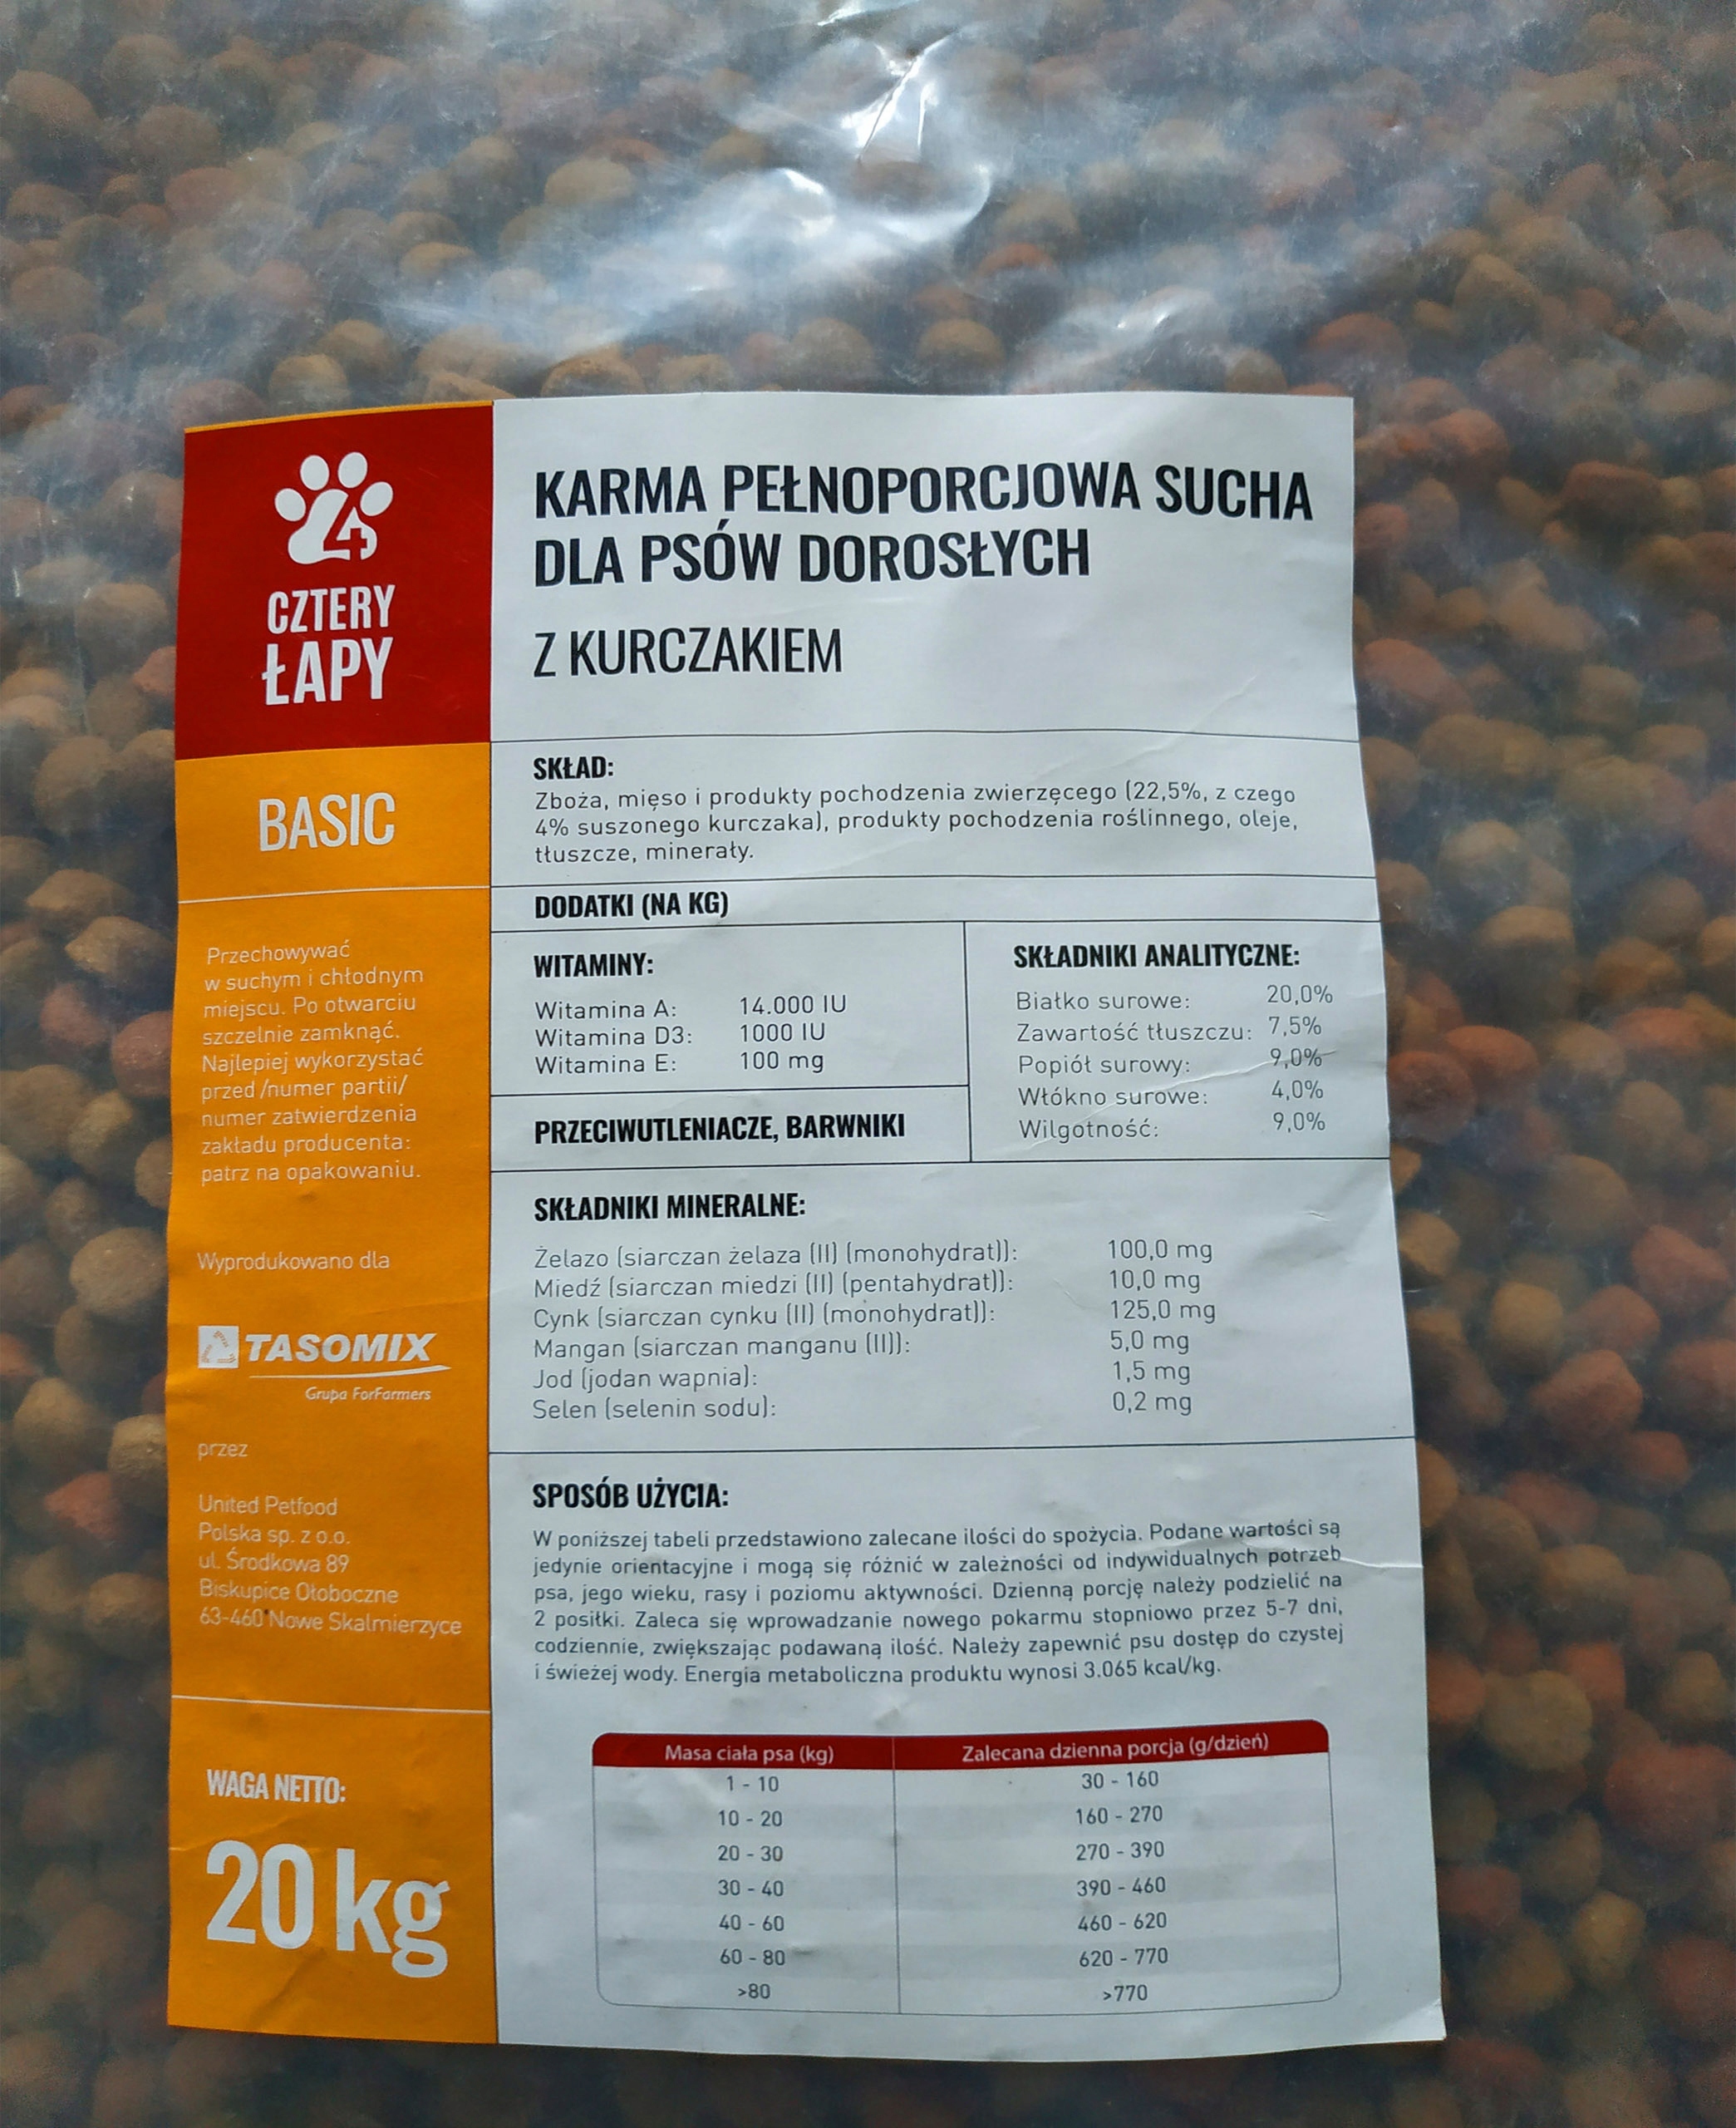 4
CZTERY
ŁAPY
BASIC
Przechowywać
w suchym i chłodnym
miejscu. Po otwarciu
szczelnie zamknąć.
Najlepiej wykorzystać
przed /numer partii/
numer zatwierdzenia
zakładu producenta:
patrz na opakowaniu.
Wyprodukowano dla
TASOMIX
Grupa ForFarmers
przez
United Petfood
Polska sp. z o.o.
ul. Środkowa 89
Biskupice Ołoboczne
63-460 Nowe Skalmierzyce
WAGA NETTO:
20 kg
KARMA PEŁNOPORCJOWA SUCHA
DLA PSÓW DOROSŁYCH
Z KURCZAKIEM
SKŁAD:
Zboża, mięso i produkty pochodzenia zwierzęcego (22,5%, z czego
4% suszonego kurczaka), produkty pochodzenia roślinnego, oleje,
tłuszcze, minerały.
DODATKI (NA KG)
WITAMINY:
Witamina A: 14.000 IU
Witamina D3: 1000 IU
Witamina E: 100 mg
PRZECIWUTLENIACZE, BARWNIKI
SKŁADNIKI ANALITYCZNE:
Białko surowe: 20,0%
Zawartość tłuszczu: 7,5%
Popiół surowy: 9,0%
Włókno surowe: 4,0%
Wilgotność: 9,0%
SKŁADNIKI MINERALNE:
Żelazo (siarczan żelaza (II) (monohydrat)): 100,0 mg
Miedź (siarczan miedzi (II) (pentahydrat)): 10,0 mg
Cynk (siarczan cynku (II) (monohydrat)): 125,0 mg
Mangan (siarczan manganu (II)): 5,0 mg
Jod (jodan wapnia): 1,5 mg
Selen (selenin sodu): 0,2 mg
SPOSÓB UŻYCIA:
W poniższej tabeli przedstawiono zalecane ilości do spożycia. Podane wartości są
jedynie orientacyjne i mogą się różnić w zależności od indywidualnych potrzeb
psa, jego wieku, rasy i poziomu aktywności. Dzienną porcję należy podzielić na
2 posiłki. Zaleca się wprowadzanie nowego pokarmu stopniowo przez 5-7 dni,
codziennie, zwiększając podawaną ilość. Należy zapewnić psu dostęp do czystej
i świeżej wody. Energia metaboliczna produktu wynosi 3.065 kcal/kg.
Masa ciała psa (kg) Zalecana dzienna porcja (g/dzień)
1 - 10 30 - 160
10 - 20 160 - 270
20 - 30 270 - 390
30 - 40 390 - 460
40 - 60 460 - 620
60 - 80 620 - 770
>80 >770